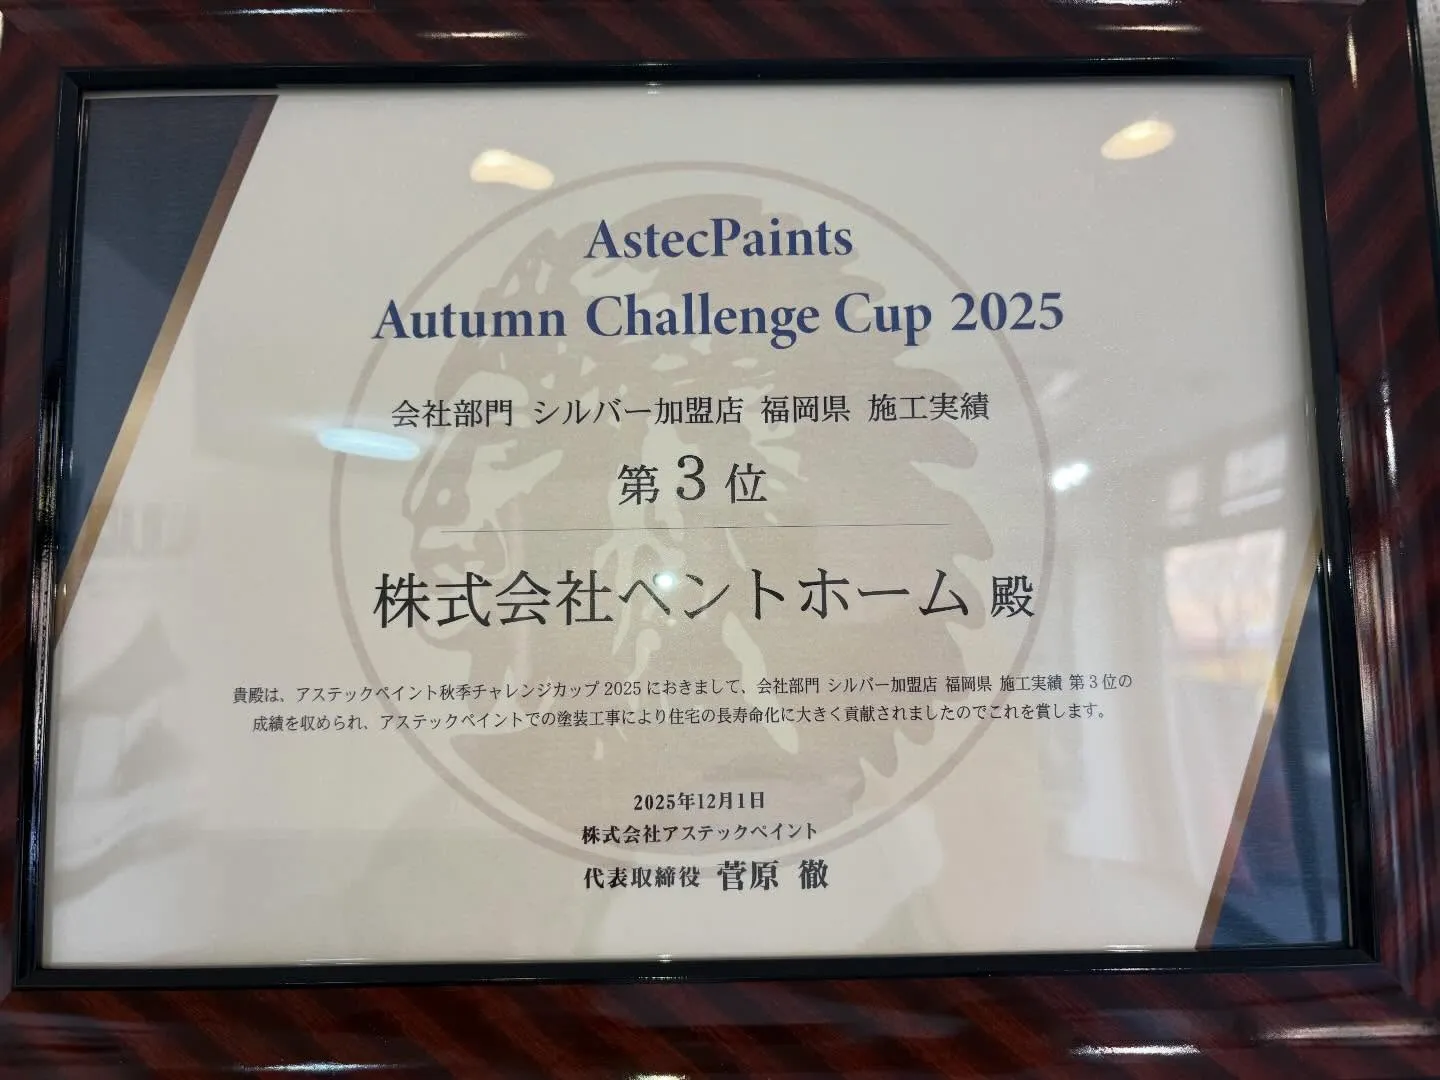 AstecPaints
Autumn Challenge Cup 2025
会社部門 シルバー加盟店 福岡県 施工実績
第3位
株式会社ペントホーム 殿
貴殿は、アステックペイント秋季チャレンジカップ2025におきまして、会社部門 シルバー加盟店 福岡県 施工実績 第3位の
成績を収められ、アステックペイントでの塗装工事により住宅の長寿命化に大きく貢献されましたのでこれを賞します。
2025年12月1日
株式会社アステックペイント
代表取締役 菅原 徹